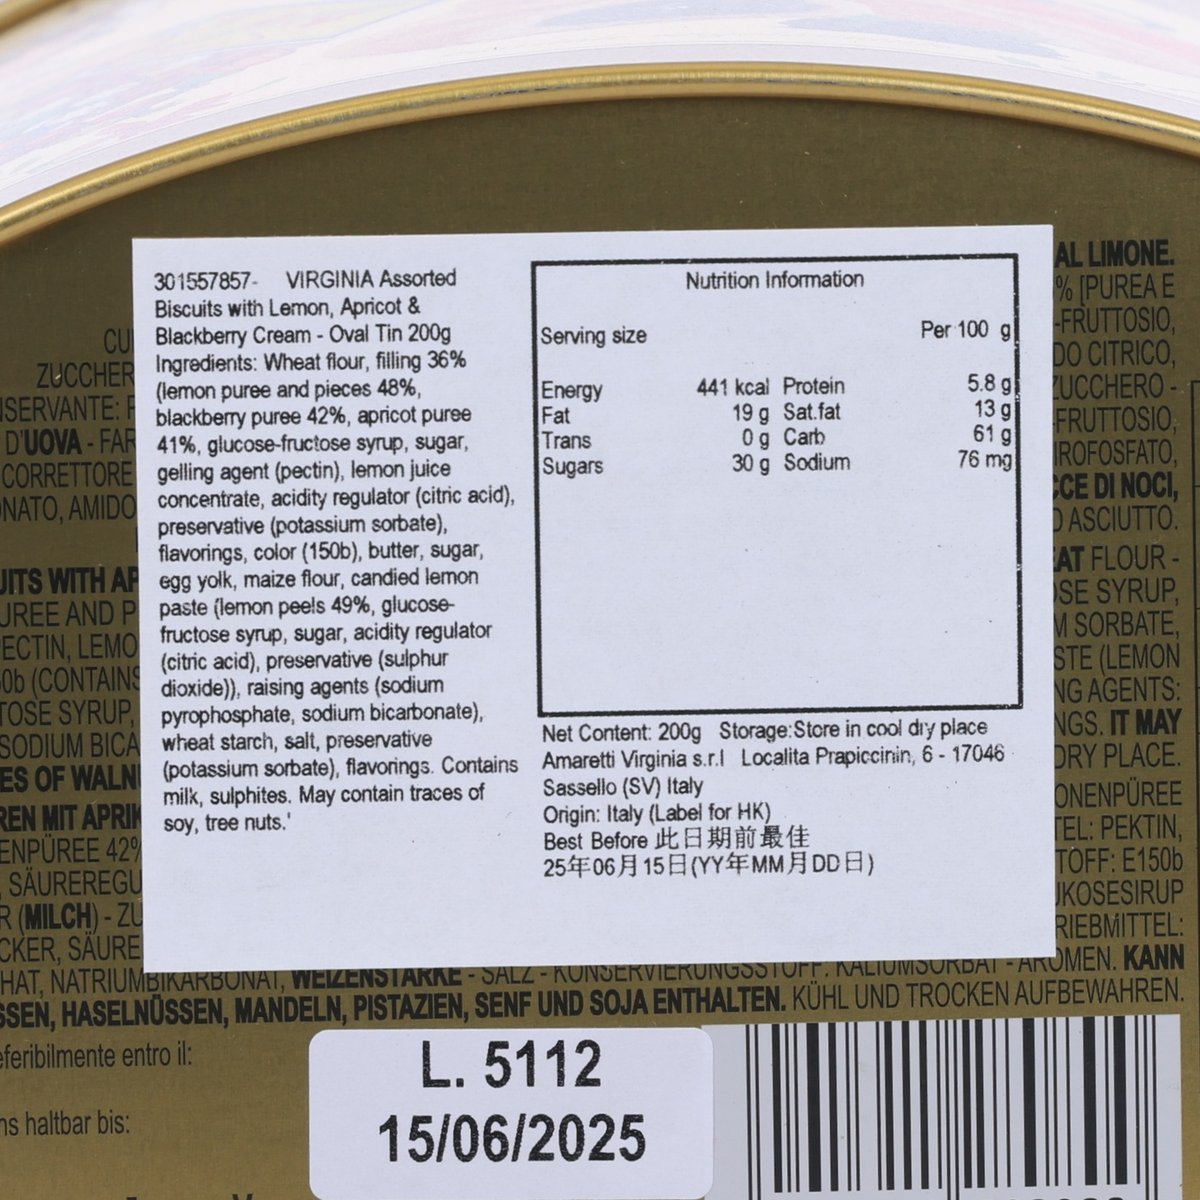 301557857- VIRGINIA Assorted
Biscuits with Lemon, Apricot &
Blackberry Cream - Oval Tin 200g
Ingredients: Wheat flour, filling 36%
(lemon puree and pieces 48%,
blackberry puree 42%, apricot puree
41%, glucose-fructose syrup, sugar,
gelling agent (pectin), lemon juice
concentrate, acidity regulator (citric acid),
preservative (potassium sorbate),
flavorings, color (150b), butter, sugar,
egg yolk, maize flour, candied lemon
paste (lemon peels 49%, glucose-
fructose syrup, sugar, acidity regulator
(citric acid), preservative (sulphur
dioxide)), raising agents (sodium
pyrophosphate, sodium bicarbonate),
wheat starch, salt, preservative
(potassium sorbate), flavorings. Contains
milk, sulphites. May contain traces of
soy, tree nuts.'
Nutrition Information
Serving size Per 100 g
Energy 441 kcal Protein 5.8 g
Fat 19 g Sat.fat 13 g
Trans 0 g Carb 61 g
Sugars 30 g Sodium 76 mg
Net Content: 200g Storage:Store in cool dry place
Amaretti Virginia s.r.l Localita Prapiccinin, 6 - 17046
Sassello (SV) Italy
Origin: Italy (Label for HK)
Best Before 此日期前最佳
25年06月15日(YY年MM月DD日)
AL LIMONE.
% [PUREA E
-FRUTTOSIO,
DO CITRICO,
ZUCCHERO -
-FRUTTOSIO,
IROFOSFATO,
CCE DI NOCI,
ASCIUTTO.
EAT FLOUR -
OSE SYRUP,
M SORBATE,
STE (LEMON
NG AGENTS:
NGS. IT MAY
DRY PLACE.
ONENPÜREE
TEL: PEKTIN,
TOFF: E150b
UKOSESIRUP
RIEBMITTEL:
CU
ZUCCHER
NSERVANTE:
D'UOVA - FAR
CORRETTORE
NATO, AMIDO
UITS WITH AP
UREE AND P
ECTIN, LEMO
0b (CONTAINS
TOSE SYRUP,
SODIUM BICA
ES OF WALN
REN MIT APRIK
ENPÜREE 42%
SÄUREREGU
R (MILCH) - ZU
CKER, SÄURE
HAT, NATRIUMBIKARBONAT, WEIZENSTÄRKE - SALZ - KONSERVIERUNGSSTOFF: KALIUMSORBAT - AROMEN. KANN
SSEN, HASELNÜSSEN, MANDELN, PISTAZIEN, SENF UND SOJA ENTHALTEN. KÜHL UND TROCKEN AUFBEWAHREN.
eferibilmente entro il:
ns haltbar bis:
L. 5112
15/06/2025